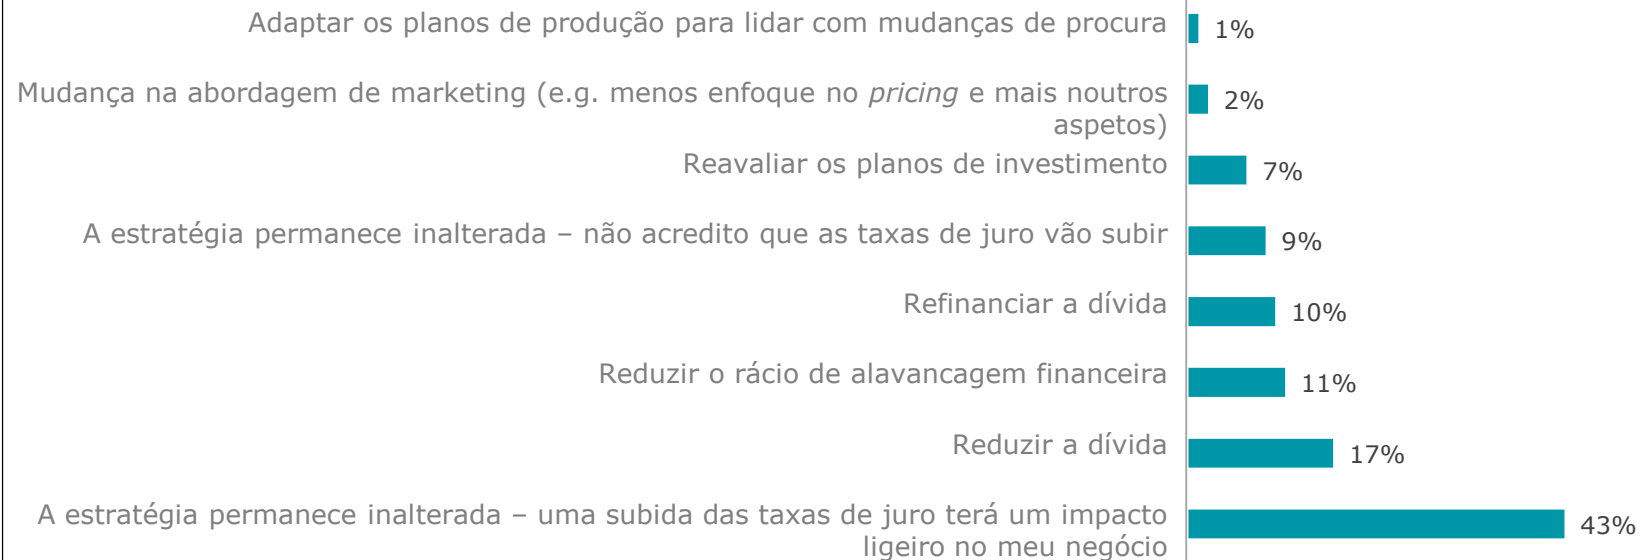 Adaptar os planos de produção para lidar com mudanças de procura
1%
Mudança na abordagem de marketing (e.g. menos enfoque no pricing e mais noutros
aspetos)
2%
Reavaliar os planos de investimento
7%
A estratégia permanece inalterada – não acredito que as taxas de juro vão subir
9%
Refinanciar a dívida
10%
Reduzir o rácio de alavancagem financeira
11%
Reduzir a dívida
17%
A estratégia permanece inalterada – uma subida das taxas de juro terá um impacto
ligeiro no meu negócio
43%